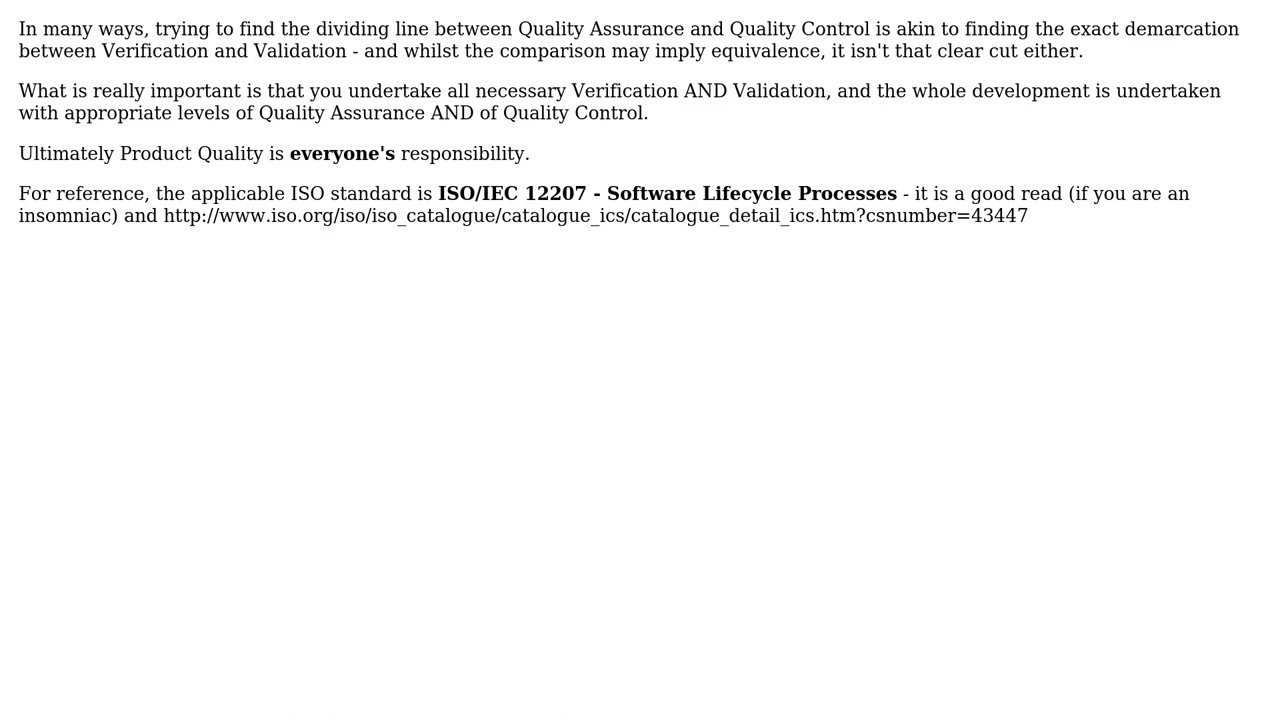 In many ways, trying to find the dividing line between Quality Assurance and Quality Control is akin to finding the exact demarcation
between Verification and Validation - and whilst the comparison may imply equivalence, it isn't that clear cut either.
What is really important is that you undertake all necessary Verification AND Validation, and the whole development is undertaken
with appropriate levels of Quality Assurance AND of Quality Control.
Ultimately Product Quality is everyone's responsibility.
For reference, the applicable ISO standard is ISO/IEC 12207 - Software Lifecycle Processes - it is a good read (if you are an
insomniac) and http://www.iso.org/iso/iso_catalogue/catalogue_ics/catalogue_detail_ics.htm?csnumber=43447